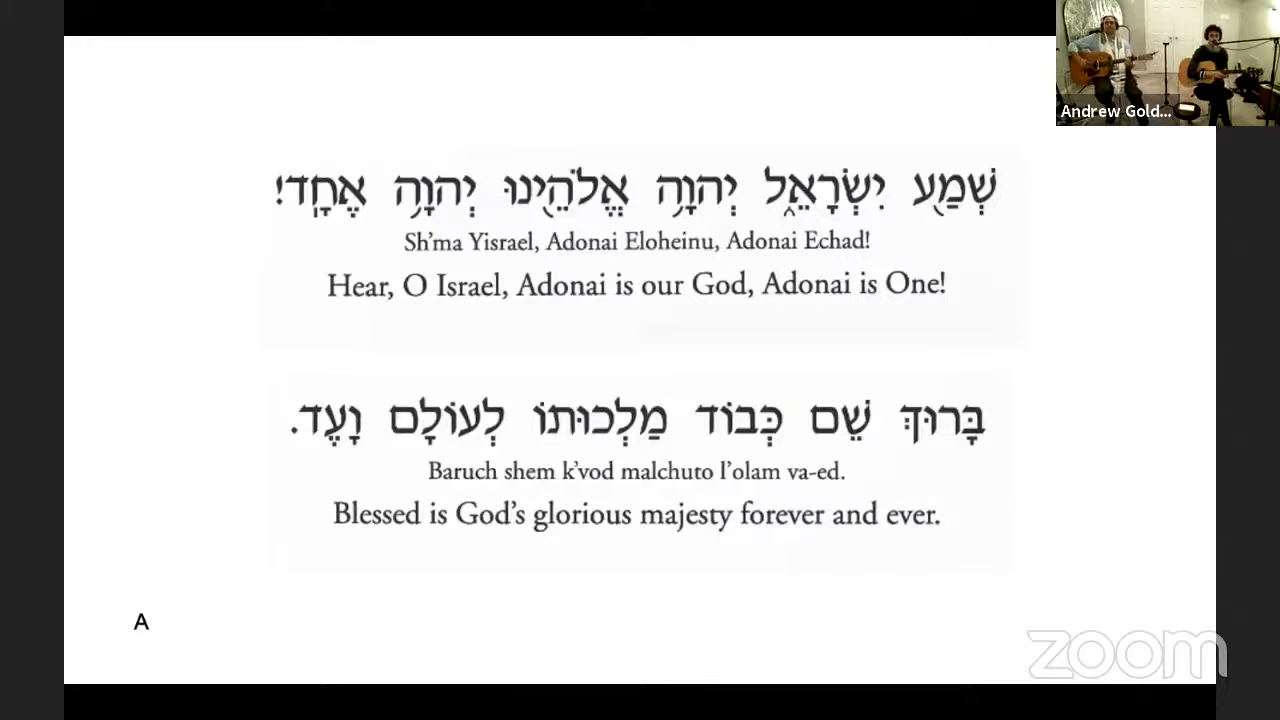 Andrew Gold...
שְׁמַ֖ע יִשְׂרָאֵ֑ל יְהוָ֥ה אֱלֹהֵ֖ינוּ יְהוָ֥ה אֶחָֽד!
Sh’ma Yisrael, Adonai Eloheinu, Adonai Echad!
Hear, O Israel, Adonai is our God, Adonai is One!
בָּרוּךְ שֵׁם כְּבוֹד מַלְכוּתוֹ לְעוֹלָם וָעֶד.
Baruch shem k’vod malchuto l’olam va-ed.
Blessed is God’s glorious majesty forever and ever.
A
zoom